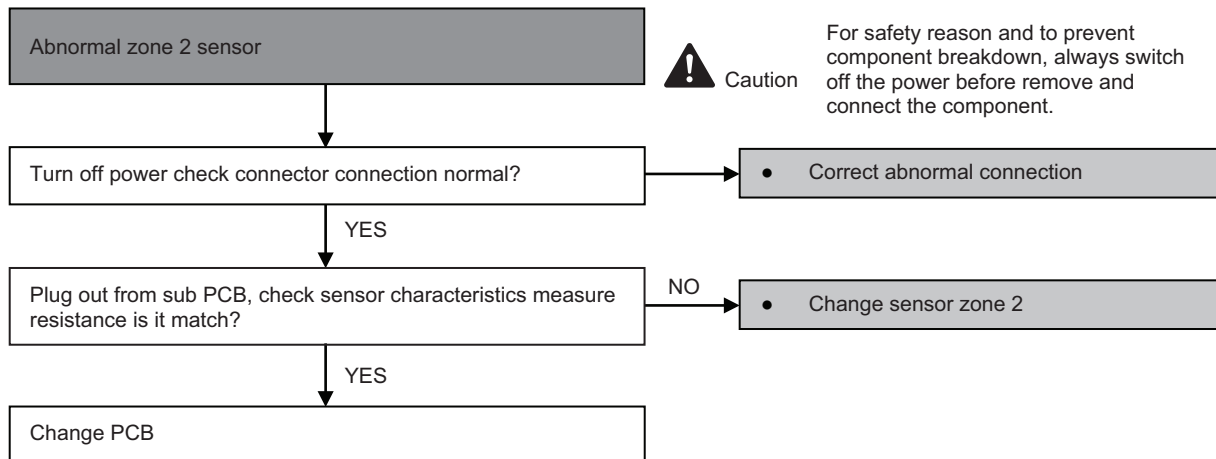 Abnormal zone 2 sensor
Caution
For safety reason and to prevent
component breakdown, always switch
off the power before remove and
connect the component.
Turn off power check connector connection normal?
● Correct abnormal connection
YES
Plug out from sub PCB, check sensor characteristics measure
resistance is it match?
NO
● Change sensor zone 2
YES
Change PCB